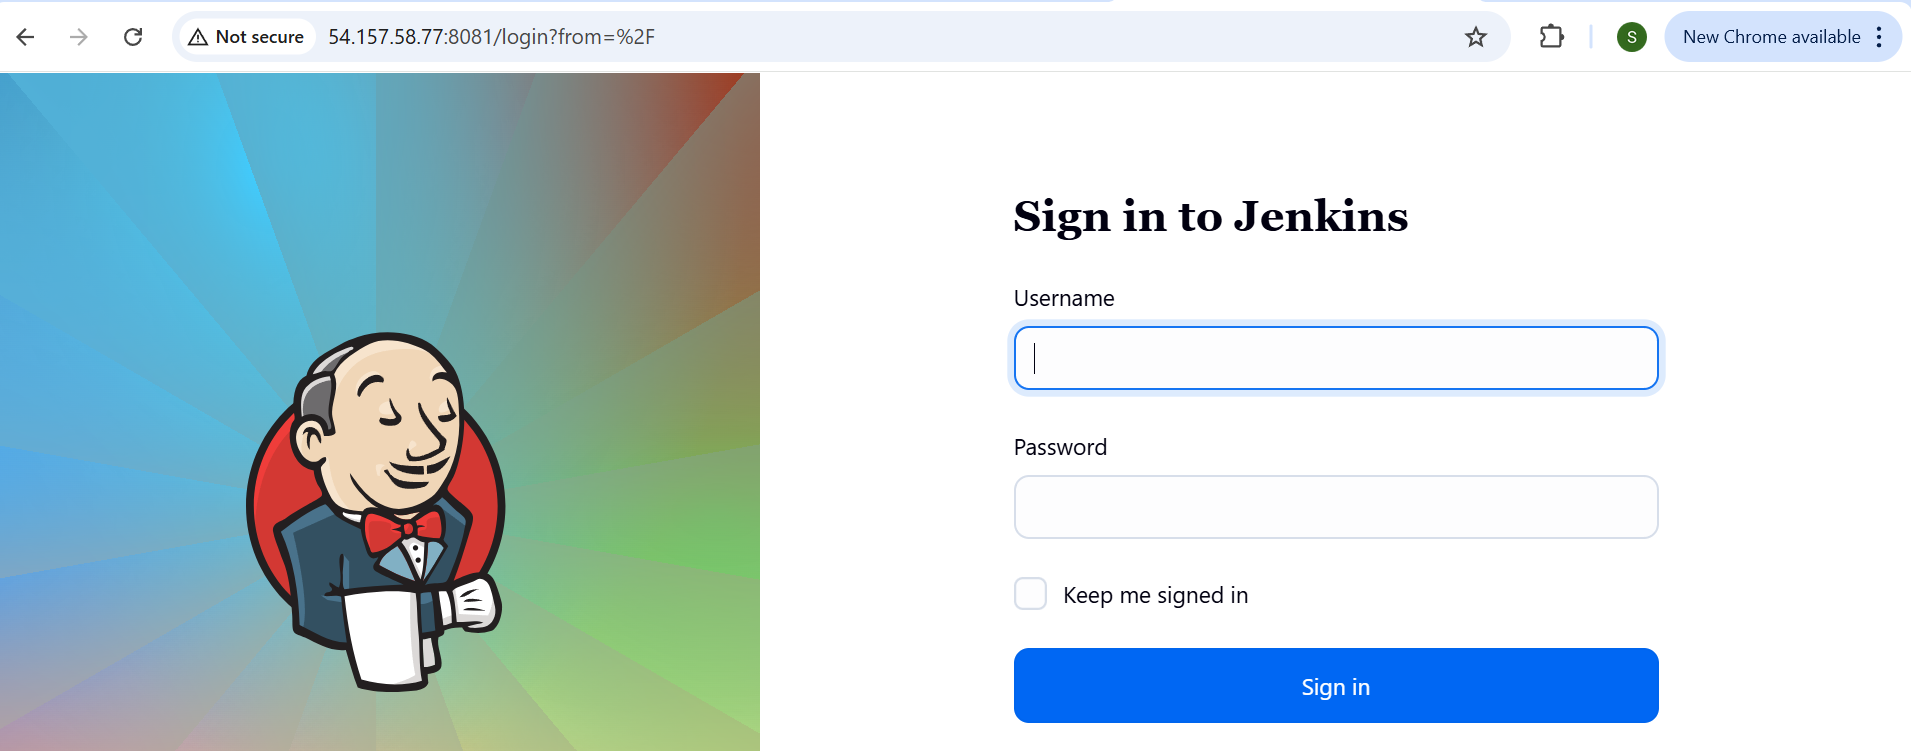 Not secure 54.157.58.77:8081/login?from=%2F S New Chrome available
Sign in to Jenkins
Username
Password
Keep me signed in
Sign in